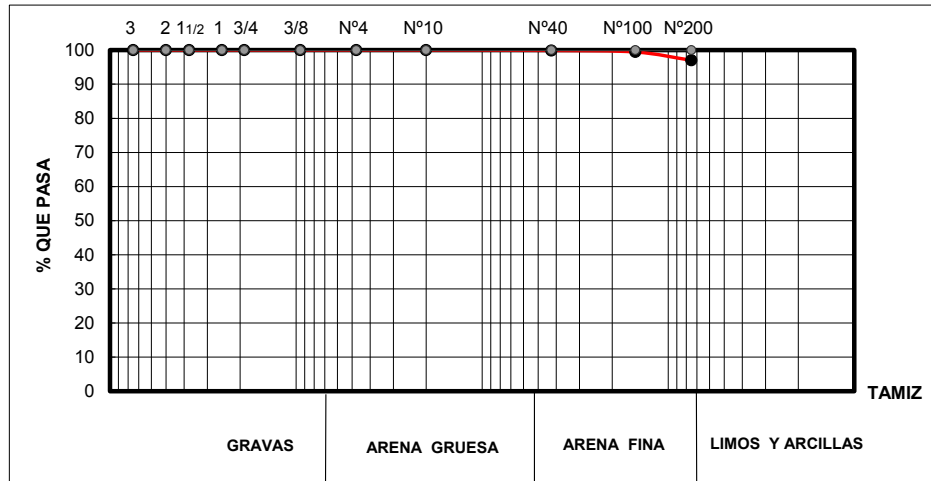 3 2 1 1/2 1 3/4 3/8 Nº4 Nº10 Nº40 Nº100 Nº200
100
90
80
70
60
50
40
30
20
10
0
% QUE PASA
TAMIZ
GRAVAS ARENA GRUESA ARENA FINA LIMOS Y ARCILLAS